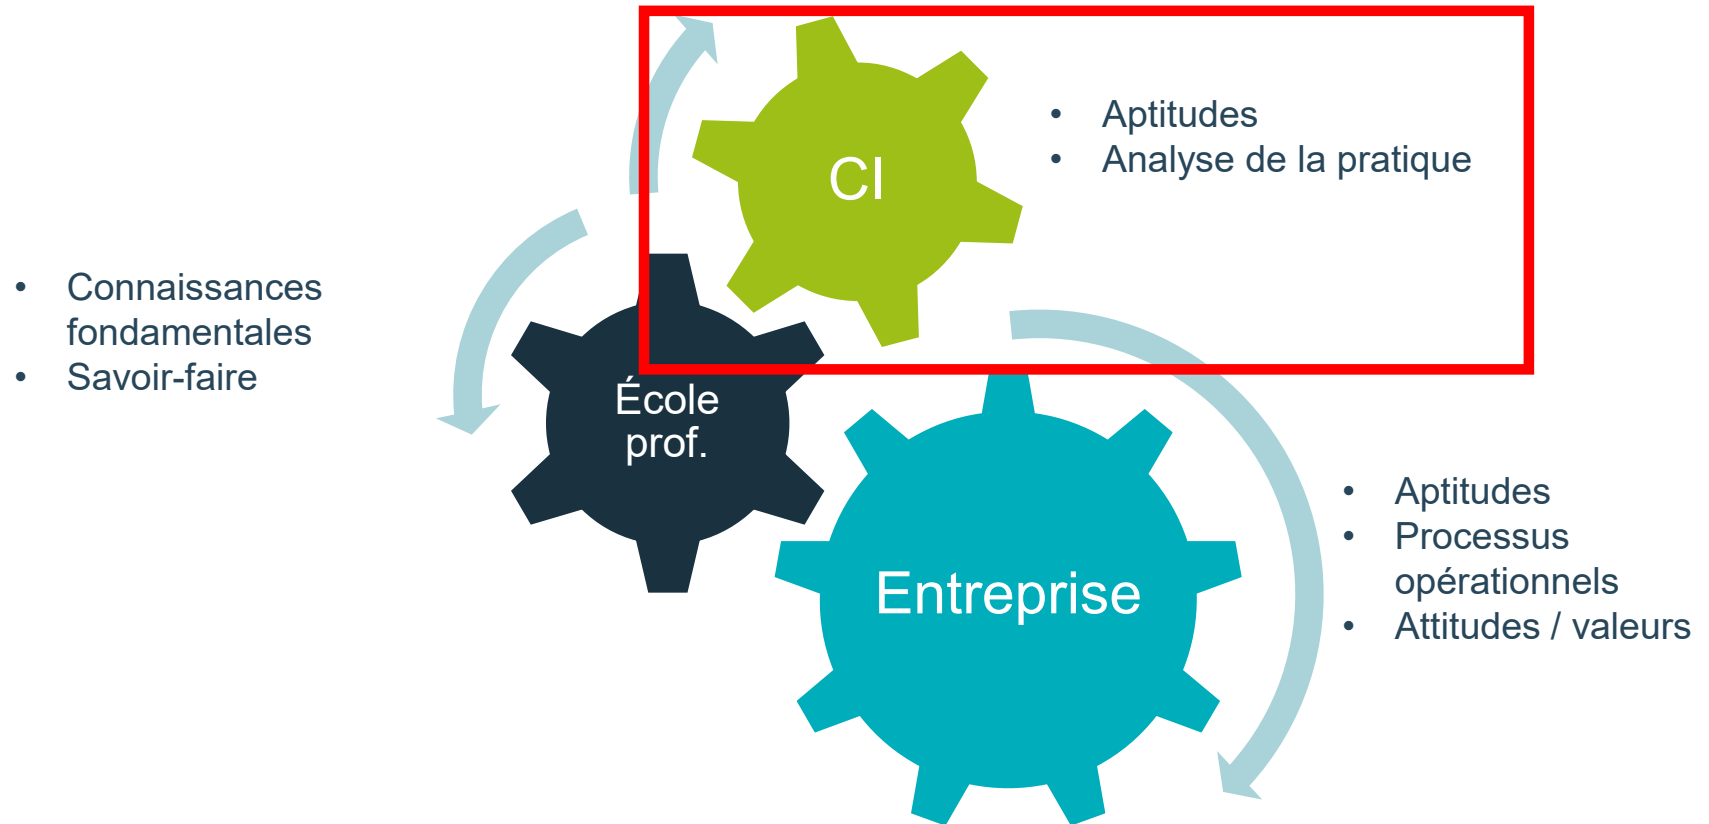 • Aptitudes
• Analyse de la pratique
CI
• Connaissances
fondamentales
• Savoir-faire
École
prof.
Entreprise
• Aptitudes
• Processus
opérationnels
• Attitudes / valeurs